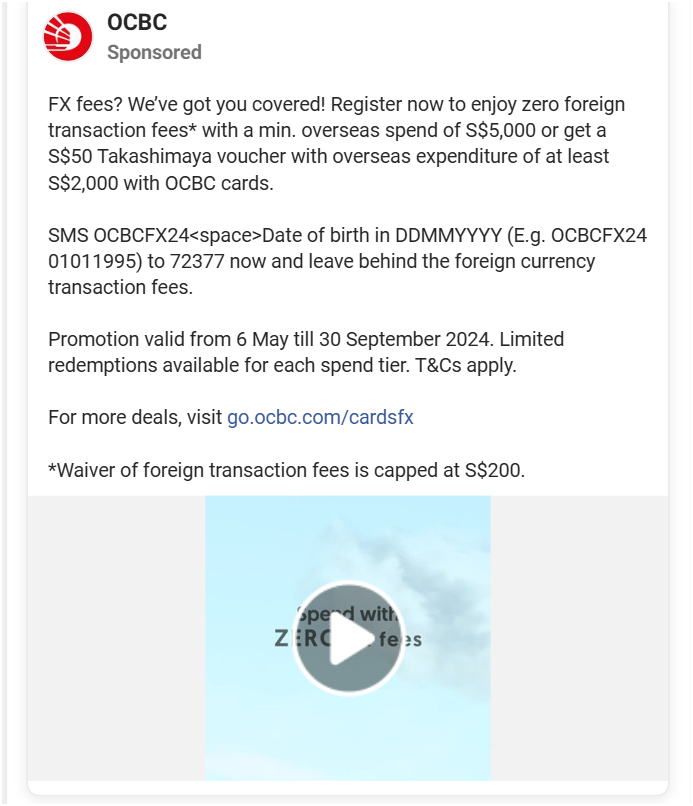 OCBC
Sponsored
FX fees? We’ve got you covered! Register now to enjoy zero foreign
transaction fees* with a min. overseas spend of S$5,000 or get a
S$50 Takashimaya voucher with overseas expenditure of at least
S$2,000 with OCBC cards.
SMS OCBCFX24<space>Date of birth in DDMMYYYY (E.g. OCBCFX24
01011995) to 72377 now and leave behind the foreign currency
transaction fees.
Promotion valid from 6 May till 30 September 2024. Limited
redemptions available for each spend tier. T&Cs apply.
For more deals, visit go.ocbc.com/cardsfx
*Waiver of foreign transaction fees is capped at S$200.
Spend with
ZERO fees